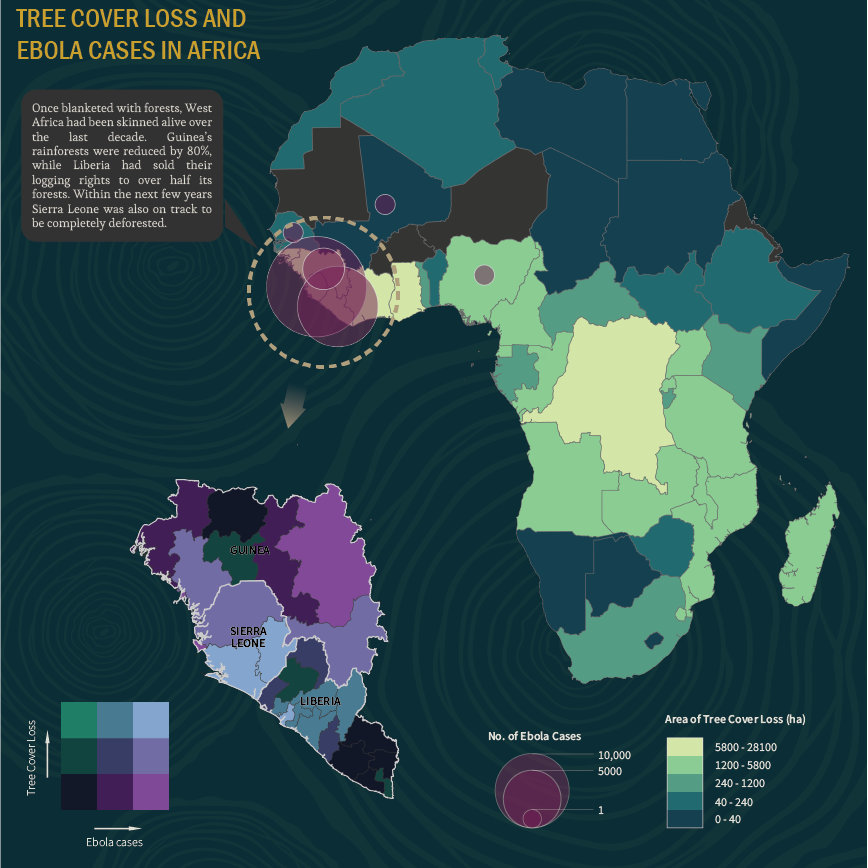 TREE COVER LOSS AND
EBOLA CASES IN AFRICA
Once blanketed with forests, West
Africa had been skinned alive over
the last decade. Guinea's
rainforests were reduced by 80%,
while Liberia had sold their
logging rights to over half its
forests. Within the next few years
Sierra Leone was also on track to
be completely deforested.
GUINEA
SIERRA
LEONE
LIBERIA
Tree Cover Loss
Ebola cases
No. of Ebola Cases
10,000
5000
1
Area of Tree Cover Loss (ha)
5800 - 28100
1200 - 5800
240 - 1200
40 - 240
0 - 40